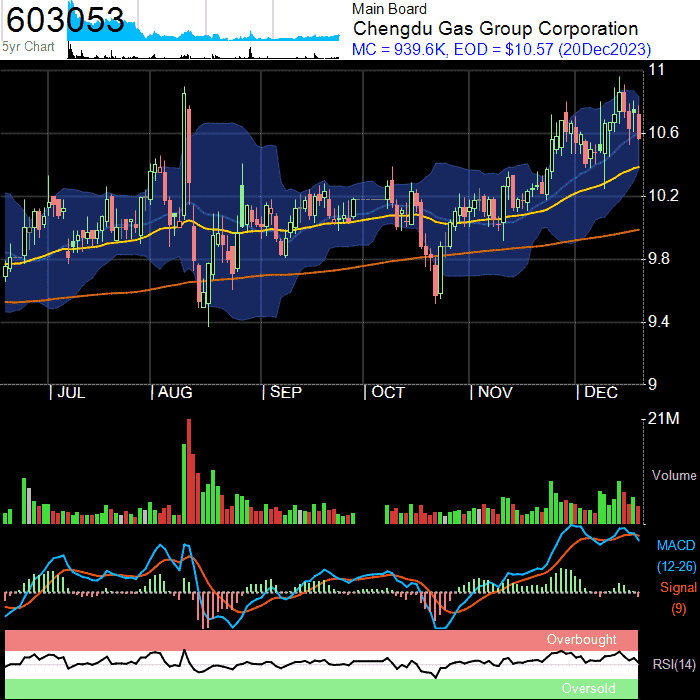 603053
5yr Chart
Main Board
Chengdu Gas Group Corporation
MC = 939.6K, EOD = $10.57 (20Dec2023)
11
10.6
10.2
9.8
9.4
9
| JUL | AUG | SEP | OCT | NOV | DEC
21M
Volume
MACD
(12-26)
Signal
(9)
Overbought
RSI(14)
Oversold